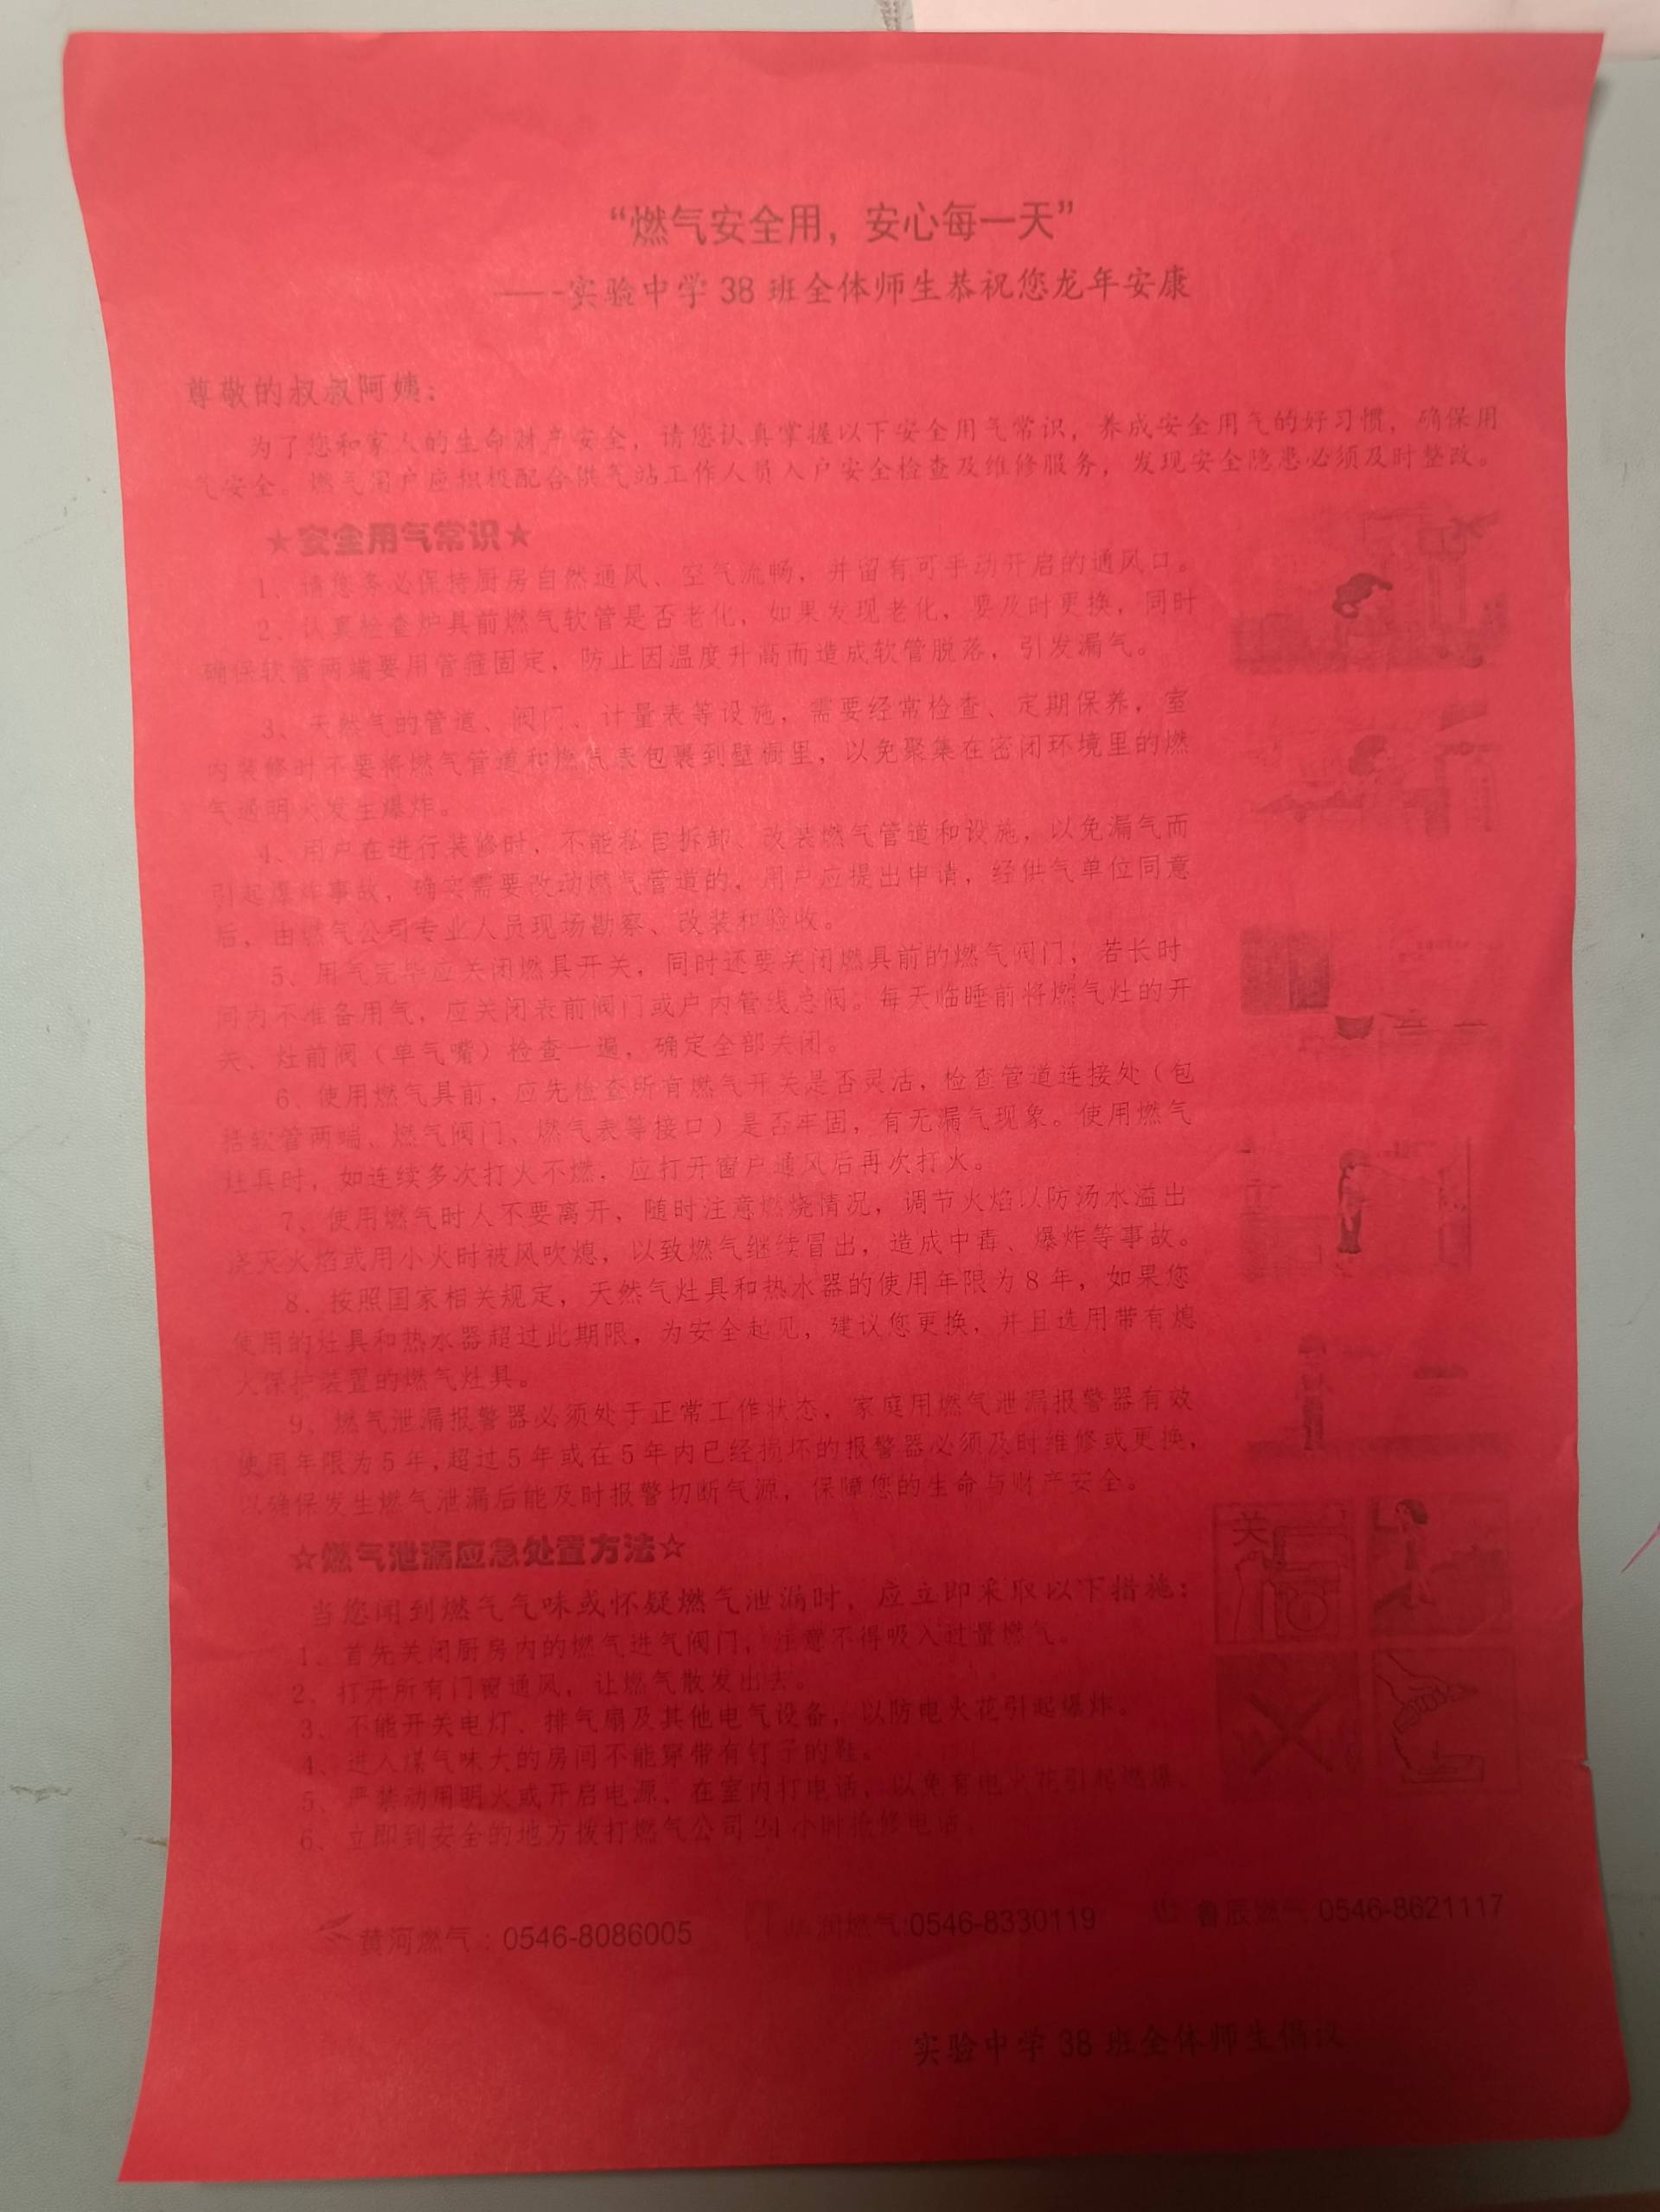 “燃气安全用，安心每一天”
——-实验中学 38 班全体师生恭祝您龙年安康
尊敬的叔叔阿姨：
为了您和家人的生命财产安全，请您认真掌握以下安全用气常识，养成安全用气的好习惯，确保用
气安全。燃气用户应积极配合供气站工作人员入户安全检查及维修服务，发现安全隐患必须及时整改。
★安全用气常识★
1、请您务必保持厨房自然通风、空气流畅，并留有可手动开启的通风口。
2、认真检查炉具前燃气软管是否老化，如果发现老化，要及时更换，同时
确保软管两端要用管箍固定，防止因温度升高而造成软管脱落，引发漏气。
3、天然气的管道、阀门、计量表等设施，需要经常检查、定期保养，室
内装修时不要将燃气管道和燃气表包裹到壁橱里，以免聚集在密闭环境里的燃
气遇明火发生爆炸。
4、用户在进行装修时，不能私自拆卸、改装燃气管道和设施，以免漏气而
引起爆炸事故，确实需要改动燃气管道的，用户应提出申请，经供气单位同意
后，由燃气公司专业人员现场勘察、改装和验收。
5、用气完毕应关闭燃具开关，同时还要关闭燃具前的燃气阀门，若长时
间内不准备用气，应关闭表前阀门或户内管线总阀。每天临睡前将燃气灶的开
关、灶前阀（单气嘴）检查一遍，确定全部关闭。
6、使用燃气具前，应先检查所有燃气开关是否灵活，检查管道连接处（包
括软管两端、燃气阀门、燃气表等接口）是否牢固，有无漏气现象。使用燃气
灶具时，如连续多次打火不燃，应打开窗户通风后再次打火。
7、使用燃气时人不要离开，随时注意燃烧情况，调节火焰以防汤水溢出
浇灭火焰或用小火时被风吹熄，以致燃气继续冒出，造成中毒、爆炸等事故。
8、按照国家相关规定，天然气灶具和热水器的使用年限为 8 年，如果您
使用的灶具和热水器超过此期限，为安全起见，建议您更换，并且选用带有熄
火保护装置的燃气灶具。
9、燃气泄漏报警器必须处于正常工作状态，家庭用燃气泄漏报警器有效
使用年限为 5 年,超过 5 年或在 5 年内已经损坏的报警器必须及时维修或更换，
以确保发生燃气泄漏后能及时报警切断气源，保障您的生命与财产安全。
☆燃气泄漏应急处置方法☆
当您闻到燃气气味或怀疑燃气泄漏时，应立即采取以下措施：
1、首先关闭厨房内的燃气进气阀门，注意不得吸入过量燃气。
2、打开所有门窗通风，让燃气散发出去。
3、不能开关电灯、排气扇及其他电气设备，以防电火花引起爆炸。
4、进入煤气味大的房间不能穿带有钉子的鞋。
5、严禁动用明火或开启电源、在室内打电话，以免有电火花引起燃爆。
6、立即到安全的地方拨打燃气公司 24 小时抢修电话。
关
黄河燃气：0546-8086005
润燃气 0546-8330119
鲁辰燃气 0546-8621117
实验中学 38 班全体师生倡议